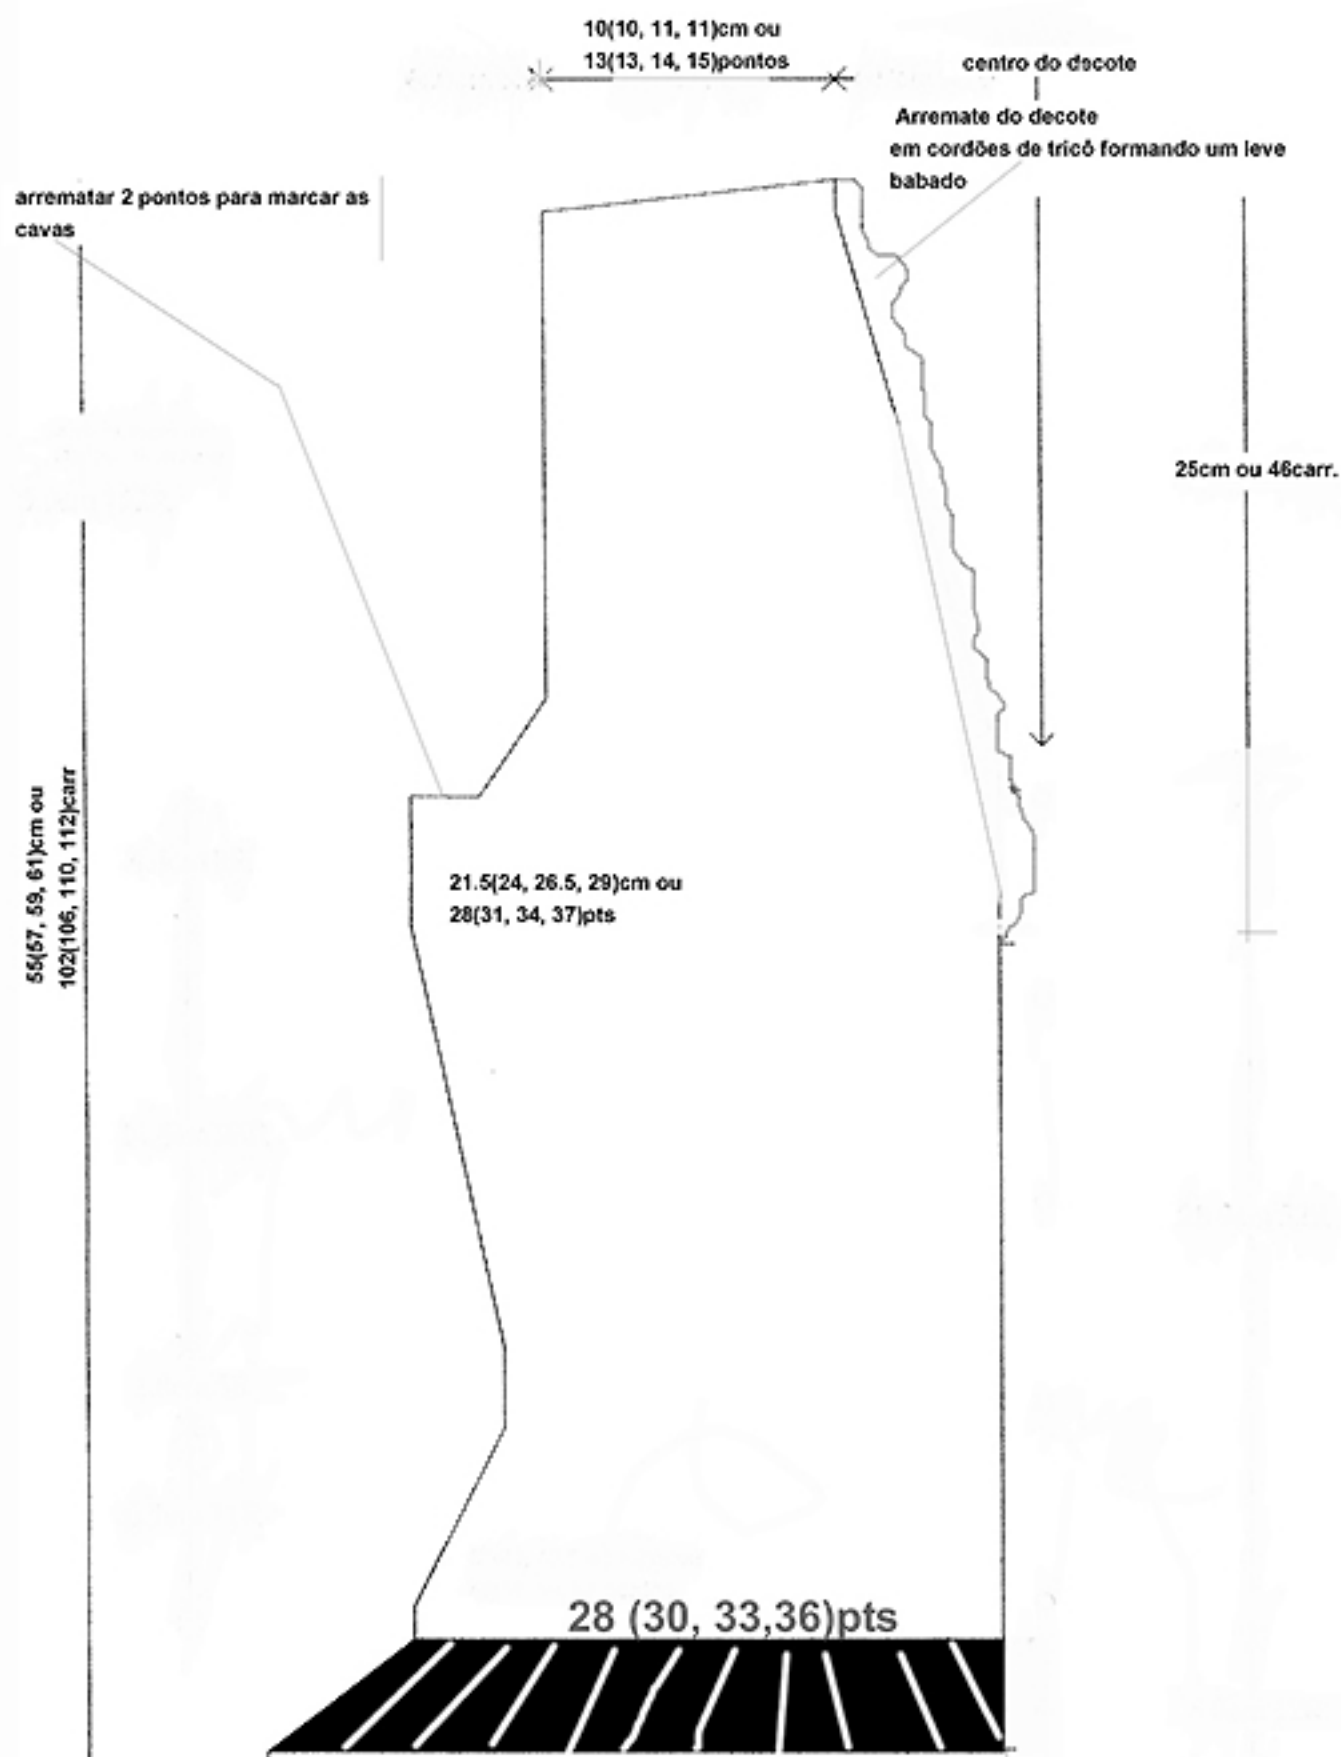 10(10, 11, 11)cm ou
13(13, 14, 15)pontos
centro do decote
Arremate do decote
em cordões de tricô formando um leve
babado
arrematar 2 pontos para marcar as
cavas
25cm ou 46carr.
55(57, 59, 61)cm ou
102(106, 110, 112)carr
21.5(24, 26.5, 29)cm ou
28(31, 34, 37)pts
28 (30, 33,36)pts